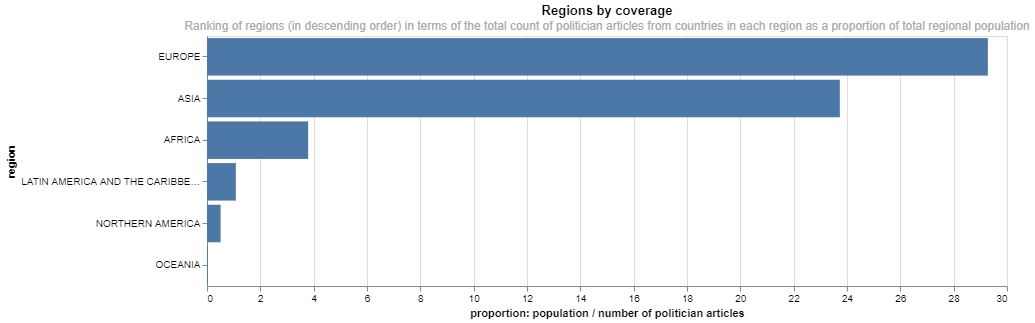 Regions by coverage
Ranking of regions (in descending order) in terms of the total count of politician articles from countries in each region as a proportion of total regional population
region
EUROPE
ASIA
AFRICA
LATIN AMERICA AND THE CARIBBE…
NORTHERN AMERICA
OCEANIA
0 2 4 6 8 10 12 14 16 18 20 22 24 26 28 30
proportion: population / number of politician articles